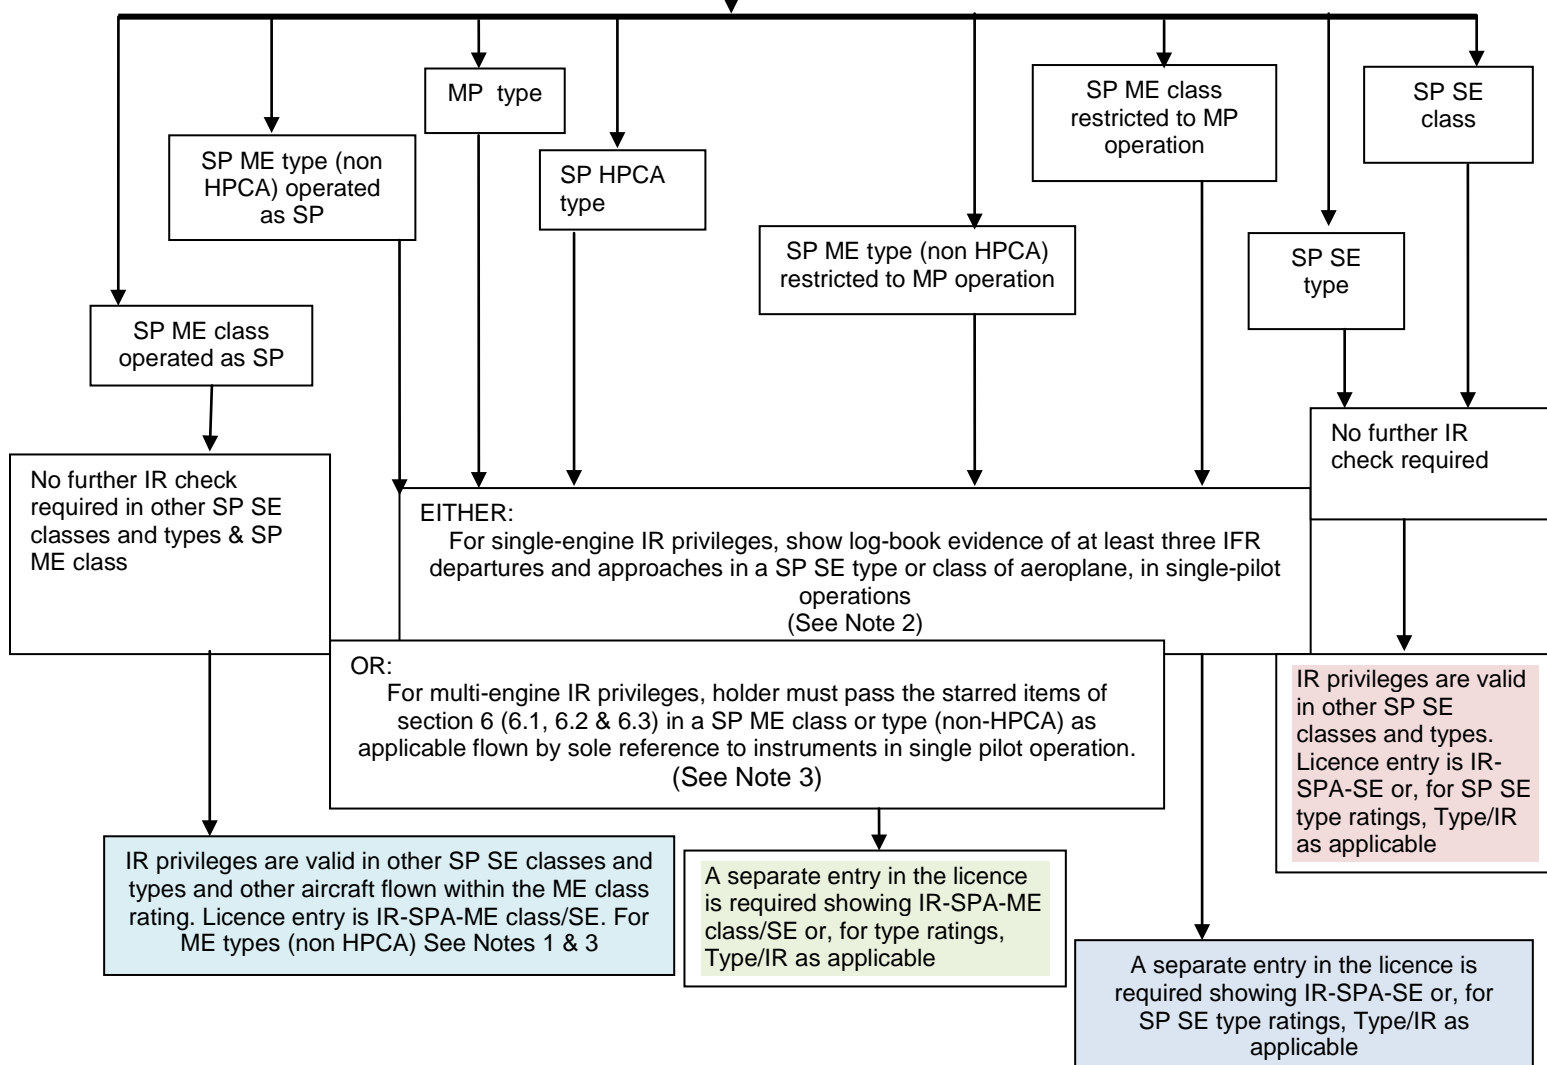 MP type
SP ME type (non
HPCA) operated
as SP
SP HPCA
type
SP ME class
restricted to MP
operation
SP SE
class
SP ME type (non HPCA)
restricted to MP operation
SP SE
type
SP ME class
operated as SP
No further IR check
required in other SP SE
classes and types & SP
ME class
No further IR
check required
EITHER:
For single-engine IR privileges, show log-book evidence of at least three IFR
departures and approaches in a SP SE type or class of aeroplane, in single-pilot
operations
(See Note 2)
OR:
For multi-engine IR privileges, holder must pass the starred items of
section 6 (6.1, 6.2 & 6.3) in a SP ME class or type (non-HPCA) as
applicable flown by sole reference to instruments in single pilot operation.
(See Note 3)
IR privileges are valid
in other SP SE
classes and types.
Licence entry is IR-
SPA-SE or, for SP SE
type ratings, Type/IR
as applicable
IR privileges are valid in other SP SE classes and
types and other aircraft flown within the ME class
rating. Licence entry is IR-SPA-ME class/SE. For
ME types (non HPCA) See Notes 1 & 3
A separate entry in the licence
is required showing IR-SPA-ME
class/SE or, for type ratings,
Type/IR as applicable
A separate entry in the licence is
required showing IR-SPA-SE or, for
SP SE type ratings, Type/IR as
applicable